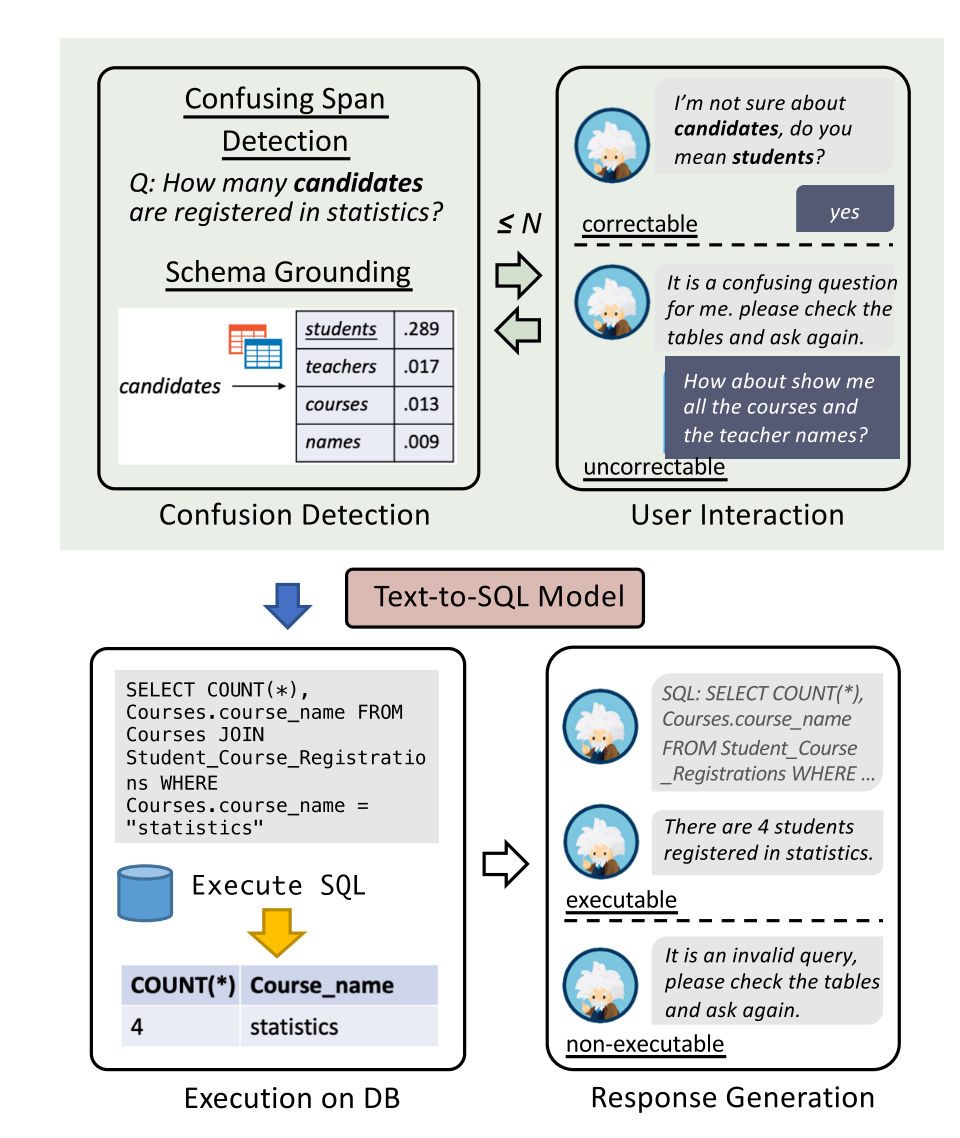 Confusing Span
Detection
Q: How many candidates
are registered in statistics?
Schema Grounding
candidates
students .289
teachers .017
courses .013
names .009
Confusion Detection
≤ N
I'm not sure about
candidates, do you
mean students?
yes
correctable
It is a confusing question
for me. please check the
tables and ask again.
How about show me
all the courses and
the teacher names?
uncorrectable
User Interaction
Text-to-SQL Model
SELECT COUNT(*),
Courses.course_name FROM
Courses JOIN
Student_Course_Registratio
ns WHERE
Courses.course_name =
"statistics"
Execute SQL
COUNT(*) Course_name
4 statistics
Execution on DB
SQL: SELECT COUNT(*),
Courses.course_name
FROM Student_Course
_Registrations WHERE ...
There are 4 students
registered in statistics.
executable
It is an invalid query,
please check the tables
and ask again.
non-executable
Response Generation